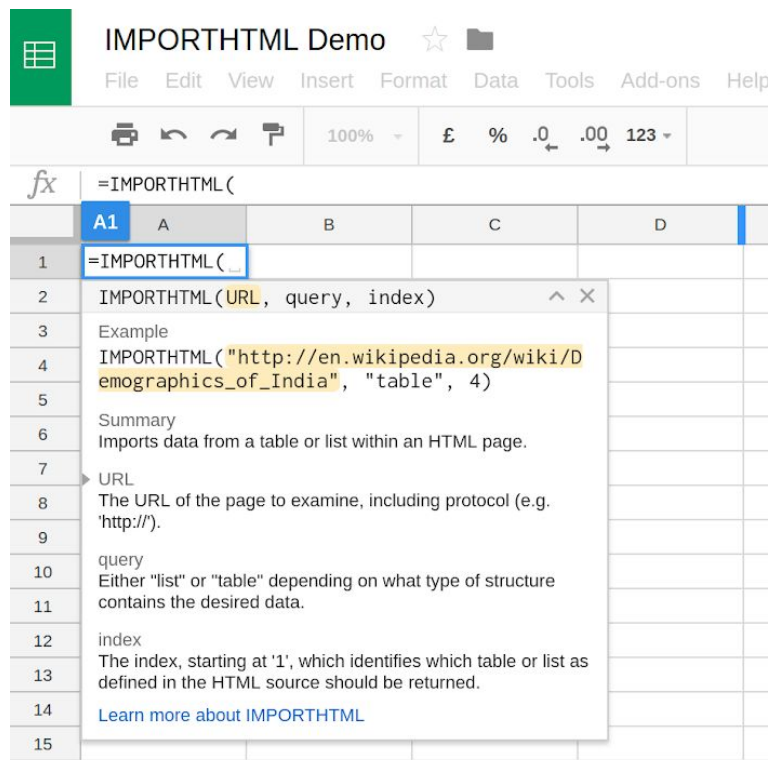 IMPORTHTML Demo
File Edit View Insert Format Data Tools Add-ons Help
100% £ % .0 .00 123
fx =IMPORTHTML(
A1 A B C D
1 =IMPORTHTML(
2 IMPORTHTML(URL, query, index)
3 Example
4 IMPORTHTML("http://en.wikipedia.org/wiki/D
5 emographics_of_India", "table", 4)
Summary
6 Imports data from a table or list within an HTML page.
7 URL
8 The URL of the page to examine, including protocol (e.g.
'http://').
9
query
10 Either "list" or "table" depending on what type of structure
11 contains the desired data.
12 index
13 The index, starting at '1', which identifies which table or list as
defined in the HTML source should be returned.
14 Learn more about IMPORTHTML
15